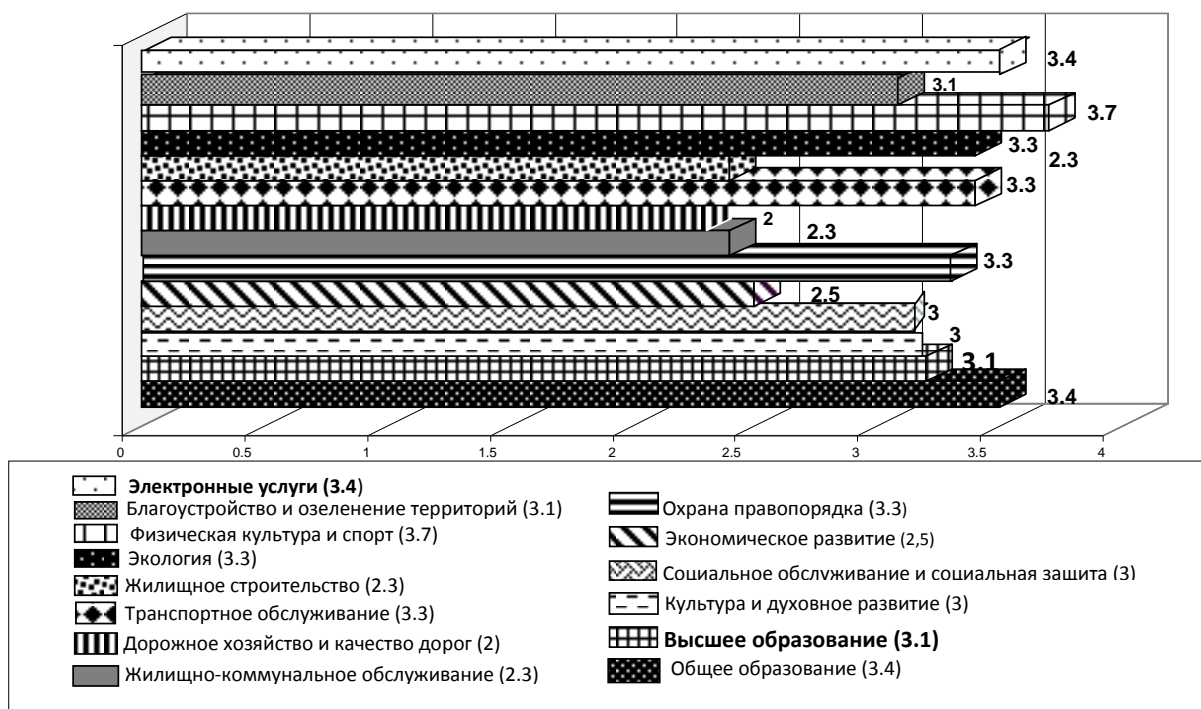 3.4
3.1
3.7
3.3
2.3
3.3
2
2.3
3.3
2.5
3
3
3.1
3.4
0 0.5 1 1.5 2 2.5 3 3.5 4
Электронные услуги (3.4)
Благоустройство и озеленение территорий (3.1)
Физическая культура и спорт (3.7)
Экология (3.3)
Жилищное строительство (2.3)
Транспортное обслуживание (3.3)
Дорожное хозяйство и качество дорог (2)
Жилищно-коммунальное обслуживание (2.3)
Охрана правопорядка (3.3)
Экономическое развитие (2,5)
Социальное обслуживание и социальная защита (3)
Культура и духовное развитие (3)
Высшее образование (3.1)
Общее образование (3.4)